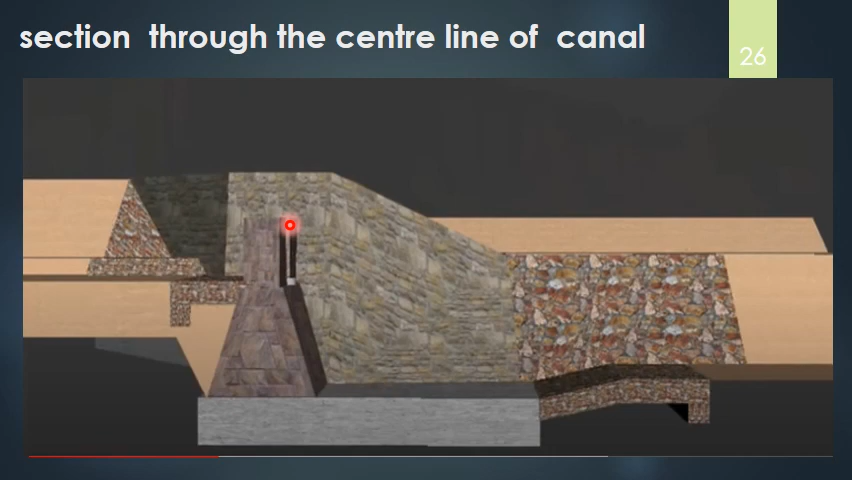 section through the centre line of canal
26